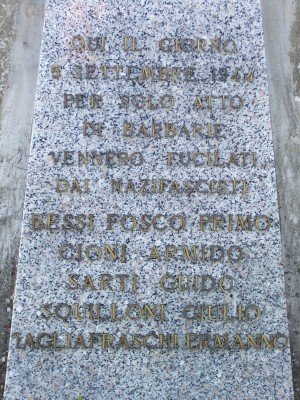 QUI IL GIORNO
5 SETTEMBRE 1944
PER SOLO ATTO
DI BARBARIE
VENNERO FUCILATI
DAI NAZIFASCISTI
BESSI FOSCO PRIMO
CIONI ARMIDO
SARTI GUIDO
SQUILLONI GIULIO
TAGLIAFRASCHI ERMANNO